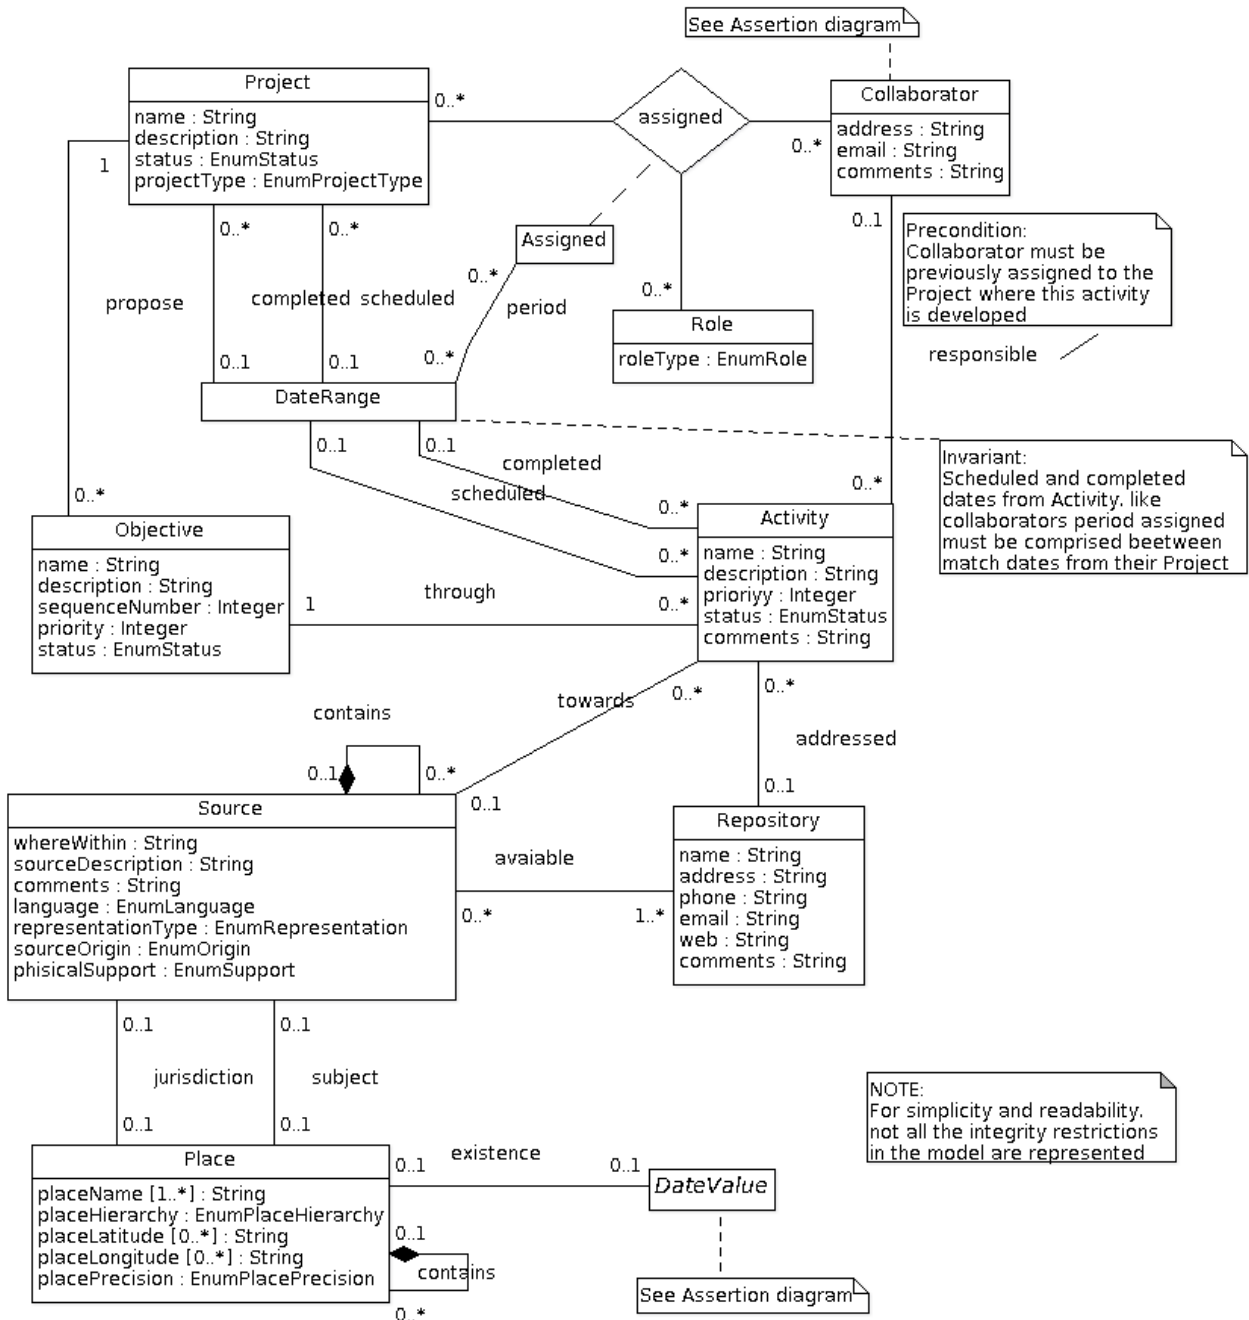 See Assertion diagram
Project
name : String
description : String
status : EnumStatus
projectType : EnumProjectType
0..*
assigned
0..*
Collaborator
address : String
email : String
comments : String
1
0..*
0..*
0..1
Assigned
Precondition:
Collaborator must be
previously assigned to the
Project where this activity
is developed
0..*
0..*
propose
completed
scheduled
period
Role
roleType : EnumRole
responsible
0..1
0..1
0..*
DateRange
0..1
0..1
completed
scheduled
Invariant:
Scheduled and completed
dates from Activity. like
collaborators period assigned
must be comprised beetween
match dates from their Project
0..*
0..*
0..*
0..*
Objective
name : String
description : String
sequenceNumber : Integer
priority : Integer
status : EnumStatus
Activity
name : String
description : String
prioriyy : Integer
status : EnumStatus
comments : String
1
through
0..*
contains
towards
0..*
0..*
addressed
0..1
0..*
0..1
0..1
Source
whereWithin : String
sourceDescription : String
comments : String
language : EnumLanguage
representationType : EnumRepresentation
sourceOrigin : EnumOrigin
phisicalSupport : EnumSupport
avaiable
0..*
1..*
Repository
name : String
address : String
phone : String
email : String
web : String
comments : String
0..1
0..1
jurisdiction
subject
0..1
0..1
NOTE:
For simplicity and readability.
not all the integrity restrictions
in the model are represented
Place
placeName [1..*] : String
placeHierarchy : EnumPlaceHierarchy
placeLatitude [0..*] : String
placeLongitude [0..*] : String
placePrecision : EnumPlacePrecision
0..1
existence
0..1
DateValue
0..1
contains
0..*
See Assertion diagram